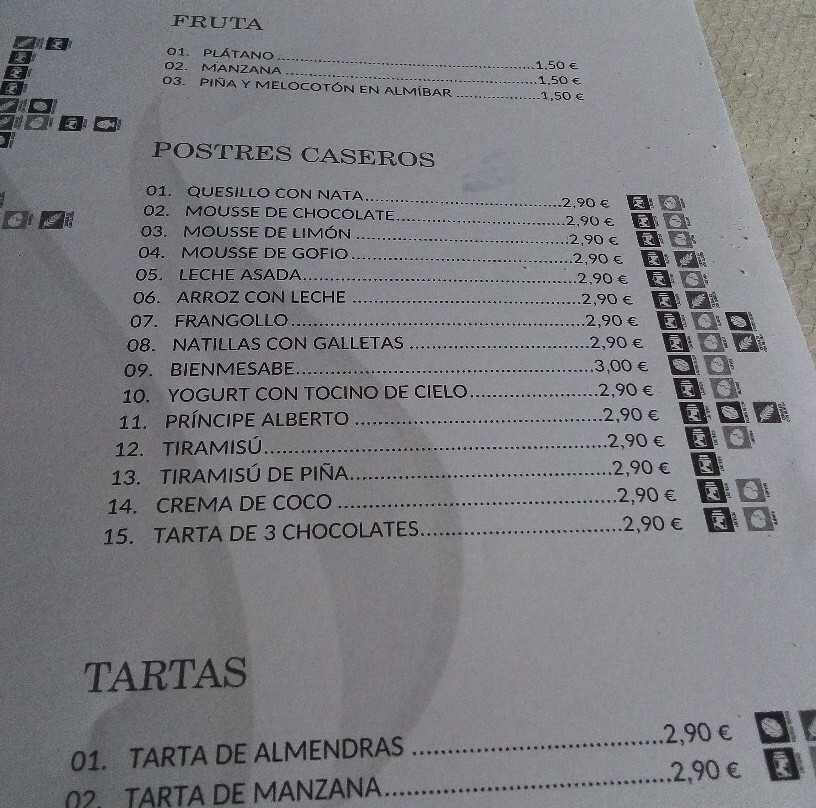 FRUTA
01. PLÁTANO..........1,50 €
02. MANZANA..........1,50 €
03. PIÑA Y MELOCOTÓN EN ALMÍBAR..........1,50 €
POSTRES CASEROS
01. QUESILLO CON NATA..........2,90 €
02. MOUSSE DE CHOCOLATE..........2,90 €
03. MOUSSE DE LIMÓN..........2,90 €
04. MOUSSE DE GOFIO..........2,90 €
05. LECHE ASADA..........2,90 €
06. ARROZ CON LECHE..........2,90 €
07. FRANGOLLO..........2,90 €
08. NATILLAS CON GALLETAS..........2,90 €
09. BIENMESABE..........3,00 €
10. YOGURT CON TOCINO DE CIELO..........2,90 €
11. PRÍNCIPE ALBERTO..........2,90 €
12. TIRAMISÚ..........2,90 €
13. TIRAMISÚ DE PIÑA..........2,90 €
14. CREMA DE COCO..........2,90 €
15. TARTA DE 3 CHOCOLATES..........2,90 €
TARTAS
01. TARTA DE ALMENDRAS..........2,90 €
02. TARTA DE MANZANA..........2,90 €